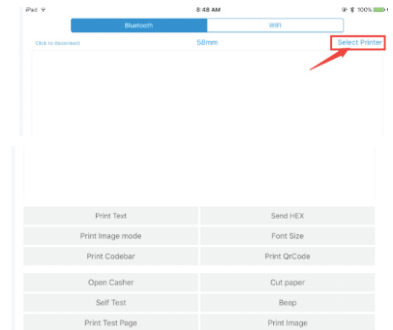 iPad 8:48 AM 100%
Bluetooth WIFI
Click to disconnect 58mm Select Printer
Print Text Send HEX
Print Image mode Font Size
Print Codebar Print QrCode
Open Casher Cut paper
Self Test Beep
Print Test Page Print Image